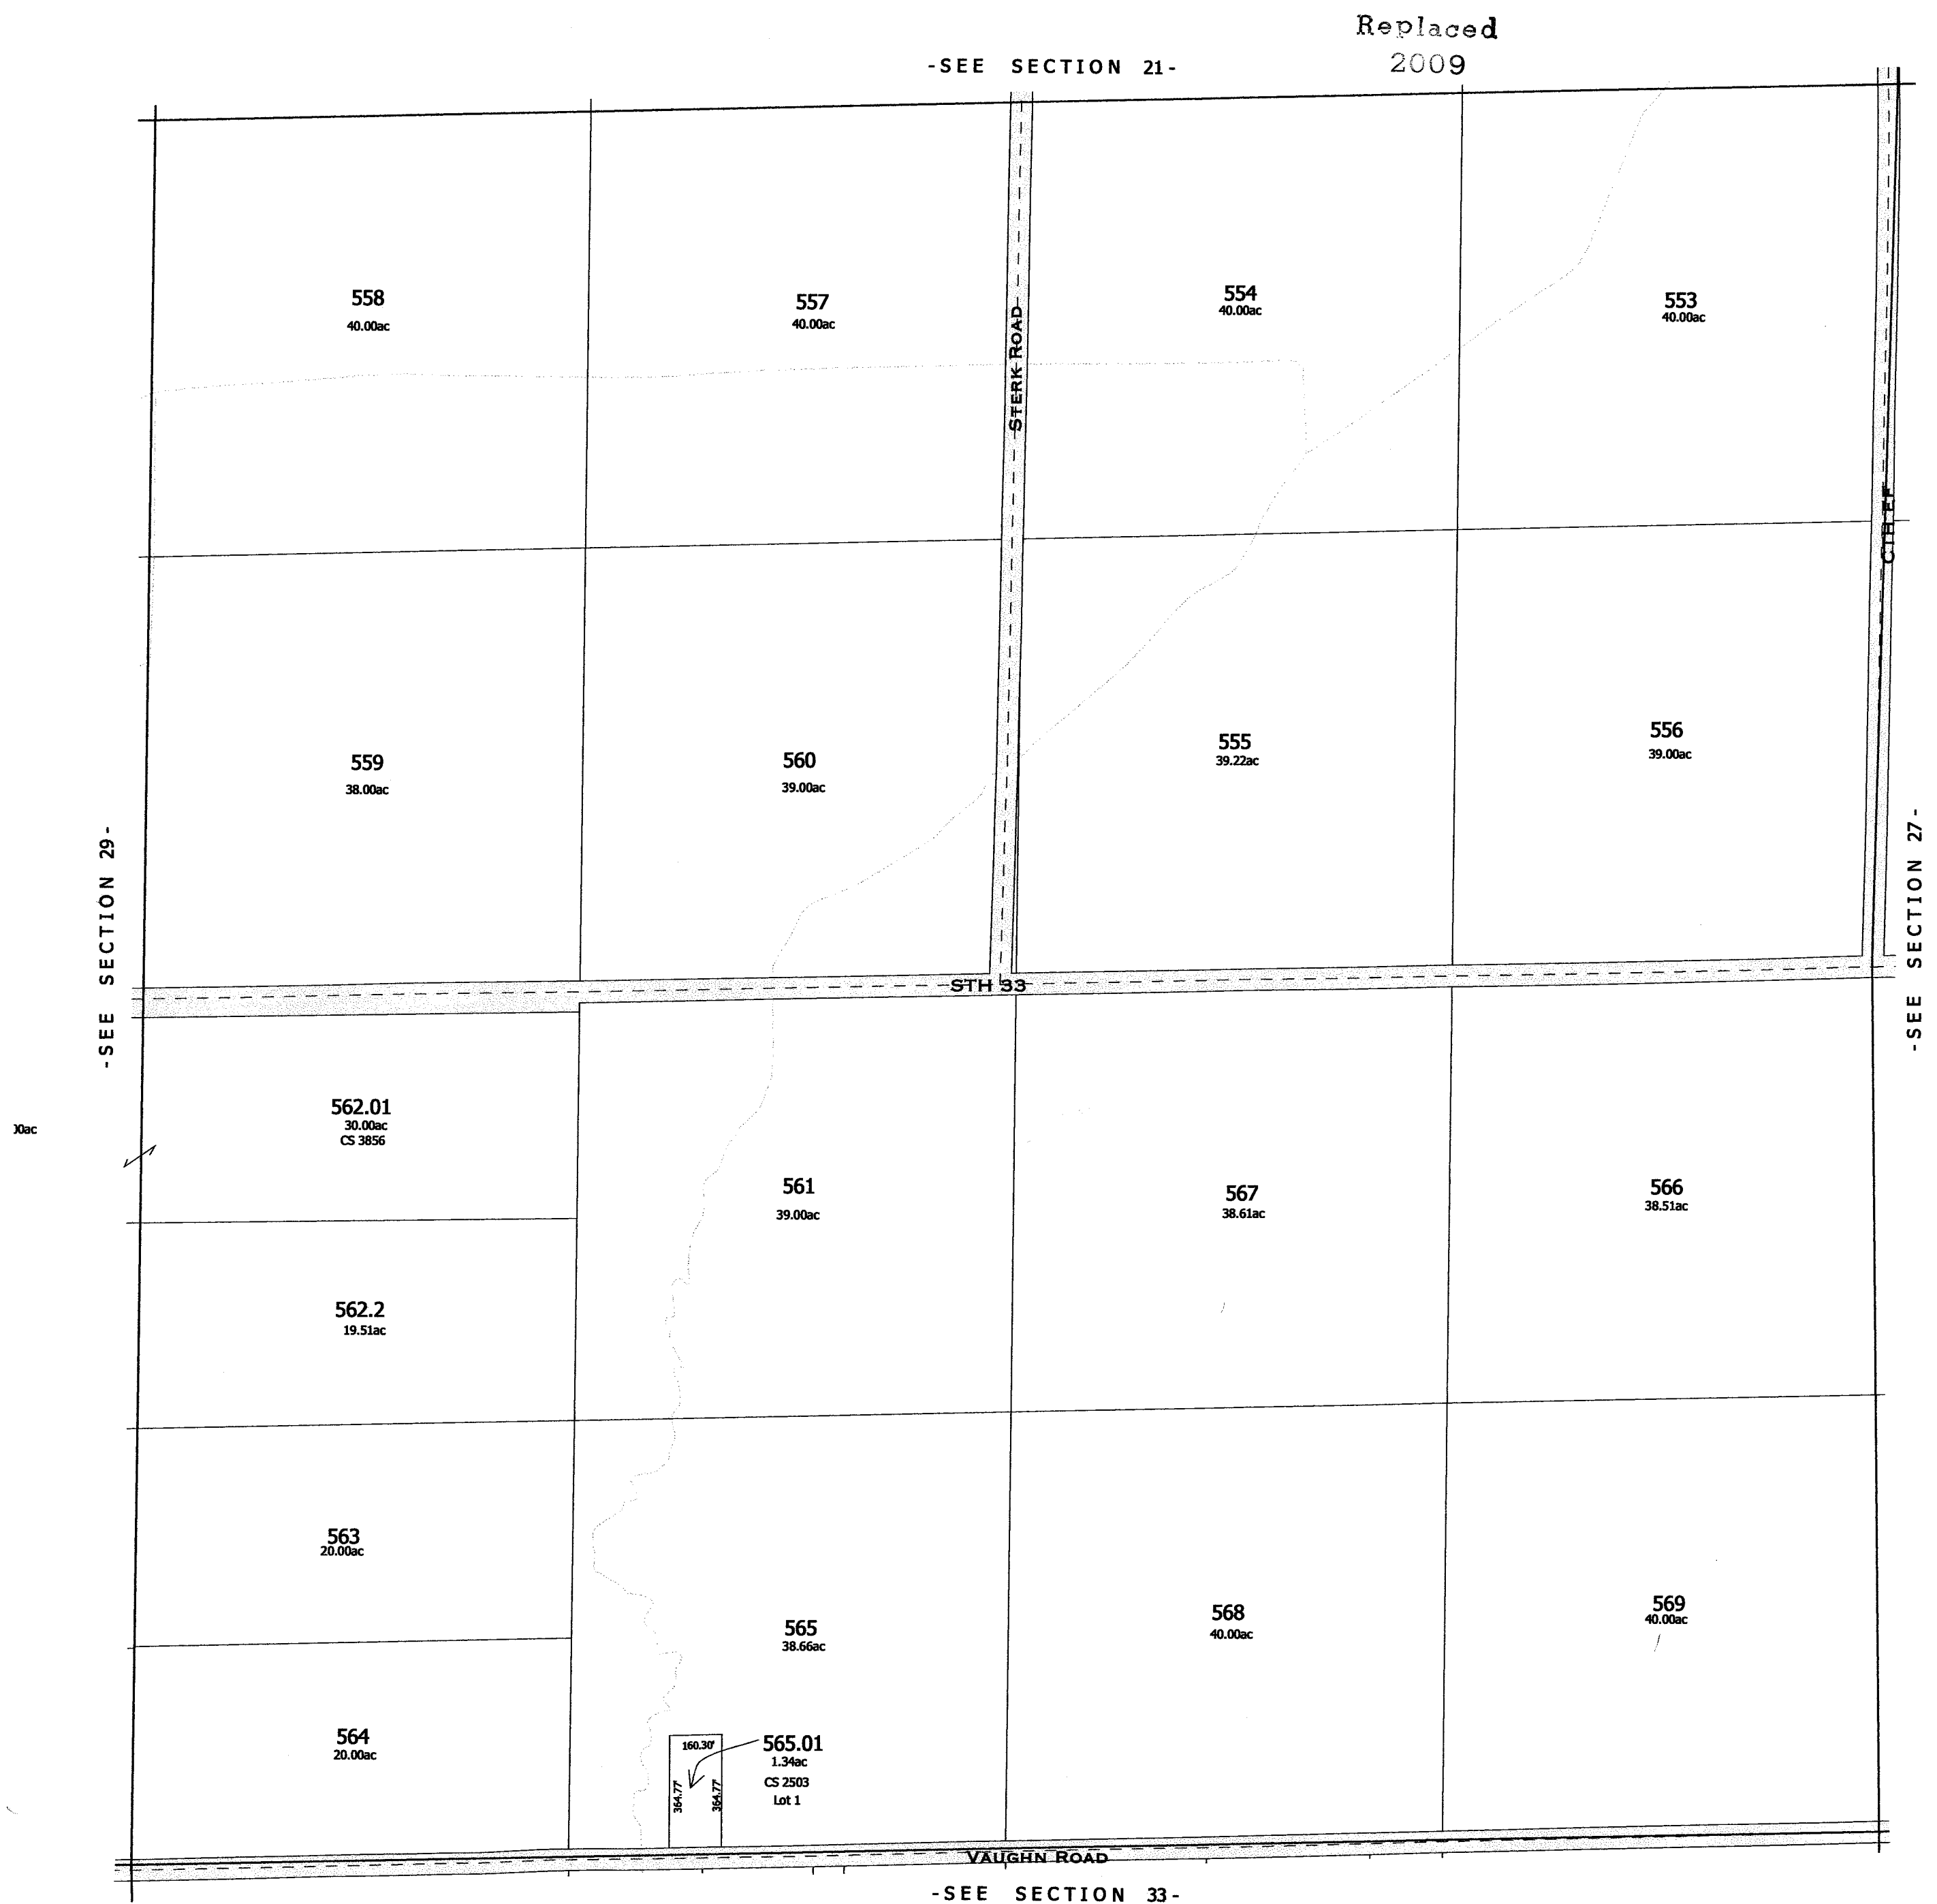 Replaced
2009
-SEE SECTION 21-
558
40.00ac
557
40.00ac
554
40.00ac
553
40.00ac
STERK ROAD
CTH EF
559
38.00ac
560
39.00ac
555
39.22ac
556
39.00ac
-SEE SECTION 29-
-SEE SECTION 27-
STH 33
562.01
30.00ac
CS 3856
561
39.00ac
567
38.61ac
566
38.51ac
562.2
19.51ac
563
20.00ac
565
38.66ac
568
40.00ac
569
40.00ac
564
20.00ac
160.30'
364.77'
364.77'
565.01
1.34ac
CS 2503
Lot 1
VAUGHN ROAD
-SEE SECTION 33-